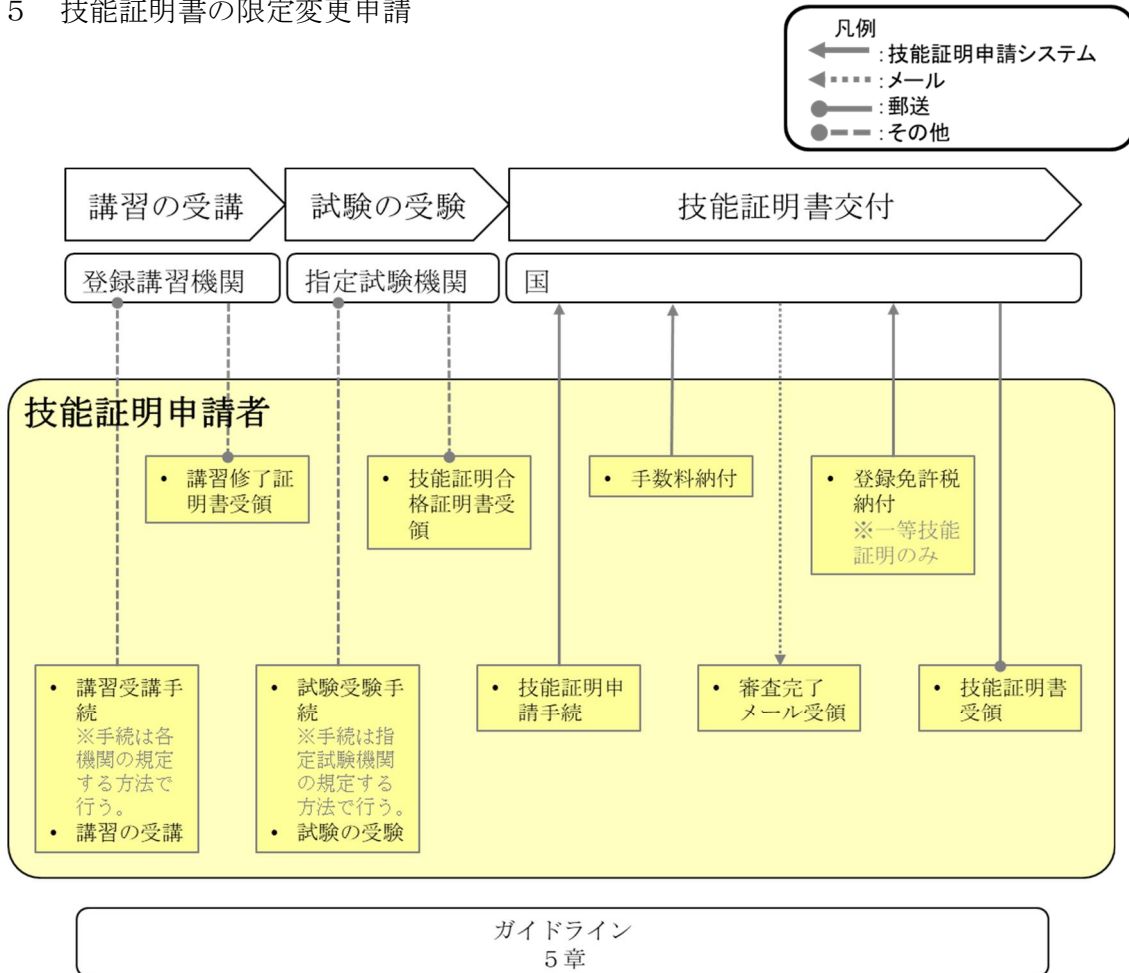 5 技能証明書の限定変更申請
凡例
:技能証明申請システム
:メール
:郵送
:その他
講習の受講
試験の受験
技能証明書交付
登録講習機関
指定試験機関
国
技能証明申請者
• 講習修了証
明書受領
• 技能証明合
格証明書受
領
• 手数料納付
• 登録免許税
納付
※一等技能
証明のみ
• 講習受講手
続
※手続は各
機関の規定
する方法で
行う。
• 講習の受講
• 試験受験手
続
※手続は指
定試験機関
の規定する
方法で行う。
• 試験の受験
• 技能証明申
請手続
• 審査完了
メール受領
• 技能証明書
受領
ガイドライン
5章